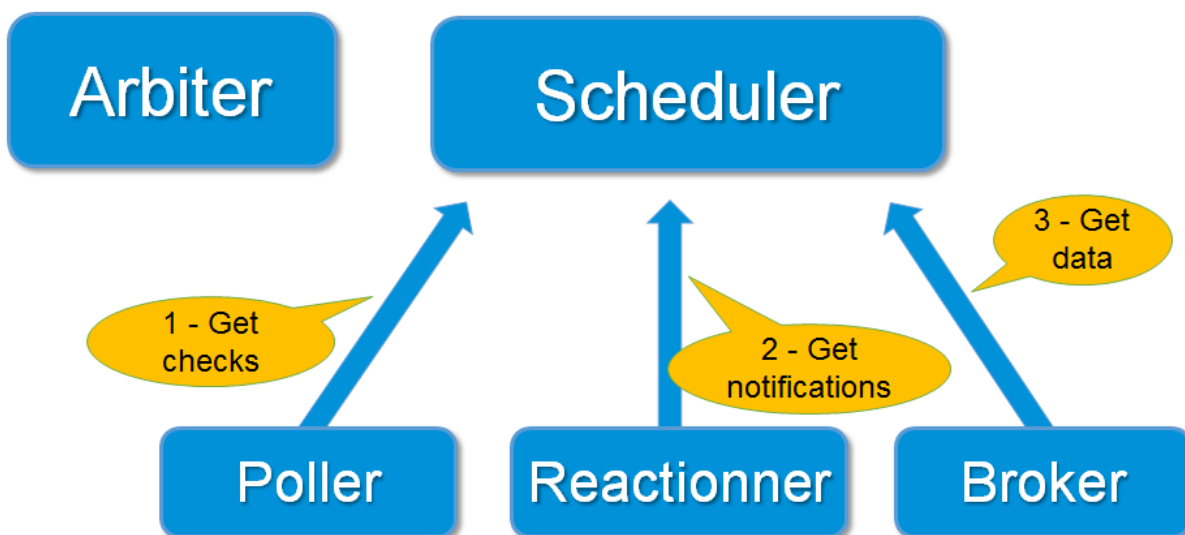 Arbiter
Scheduler
3 - Get
data
1 - Get
checks
2 - Get
notifications
Poller
Reactionner
Broker